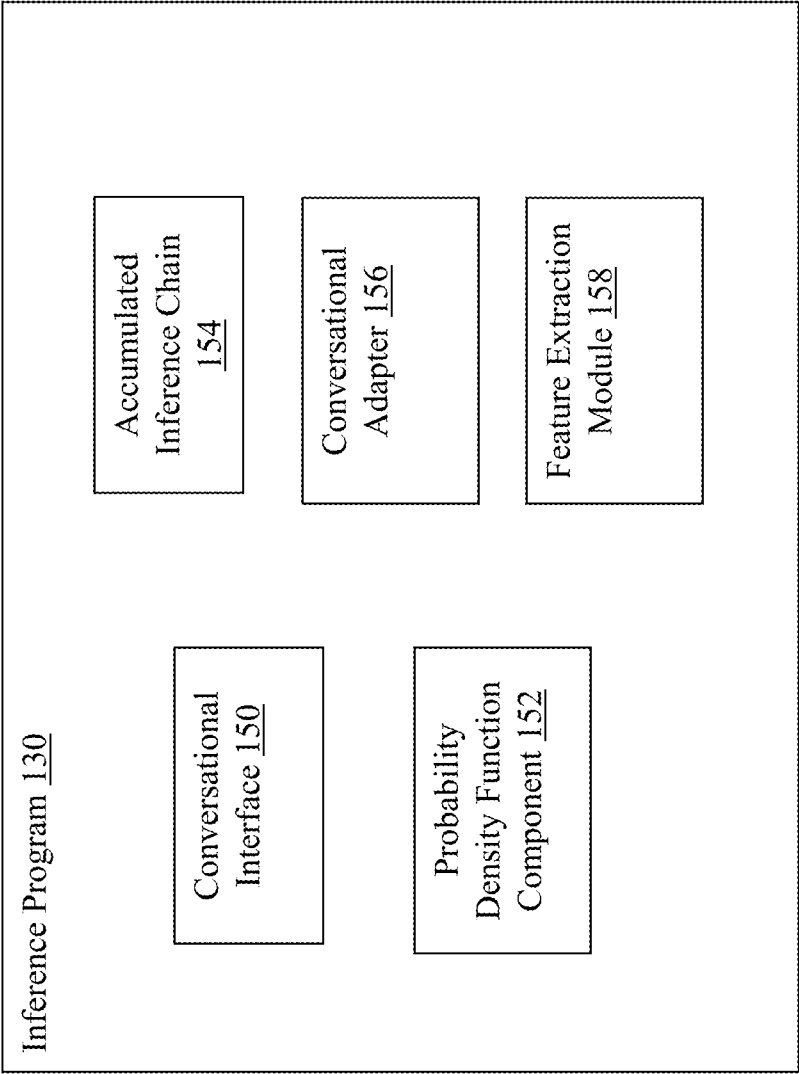 Inference Program 130
Conversational
Interface 150
Probability
Density Function
Component 152
Accumulated
Inference Chain
154
Conversational
Adapter 156
Feature Extraction
Module 158